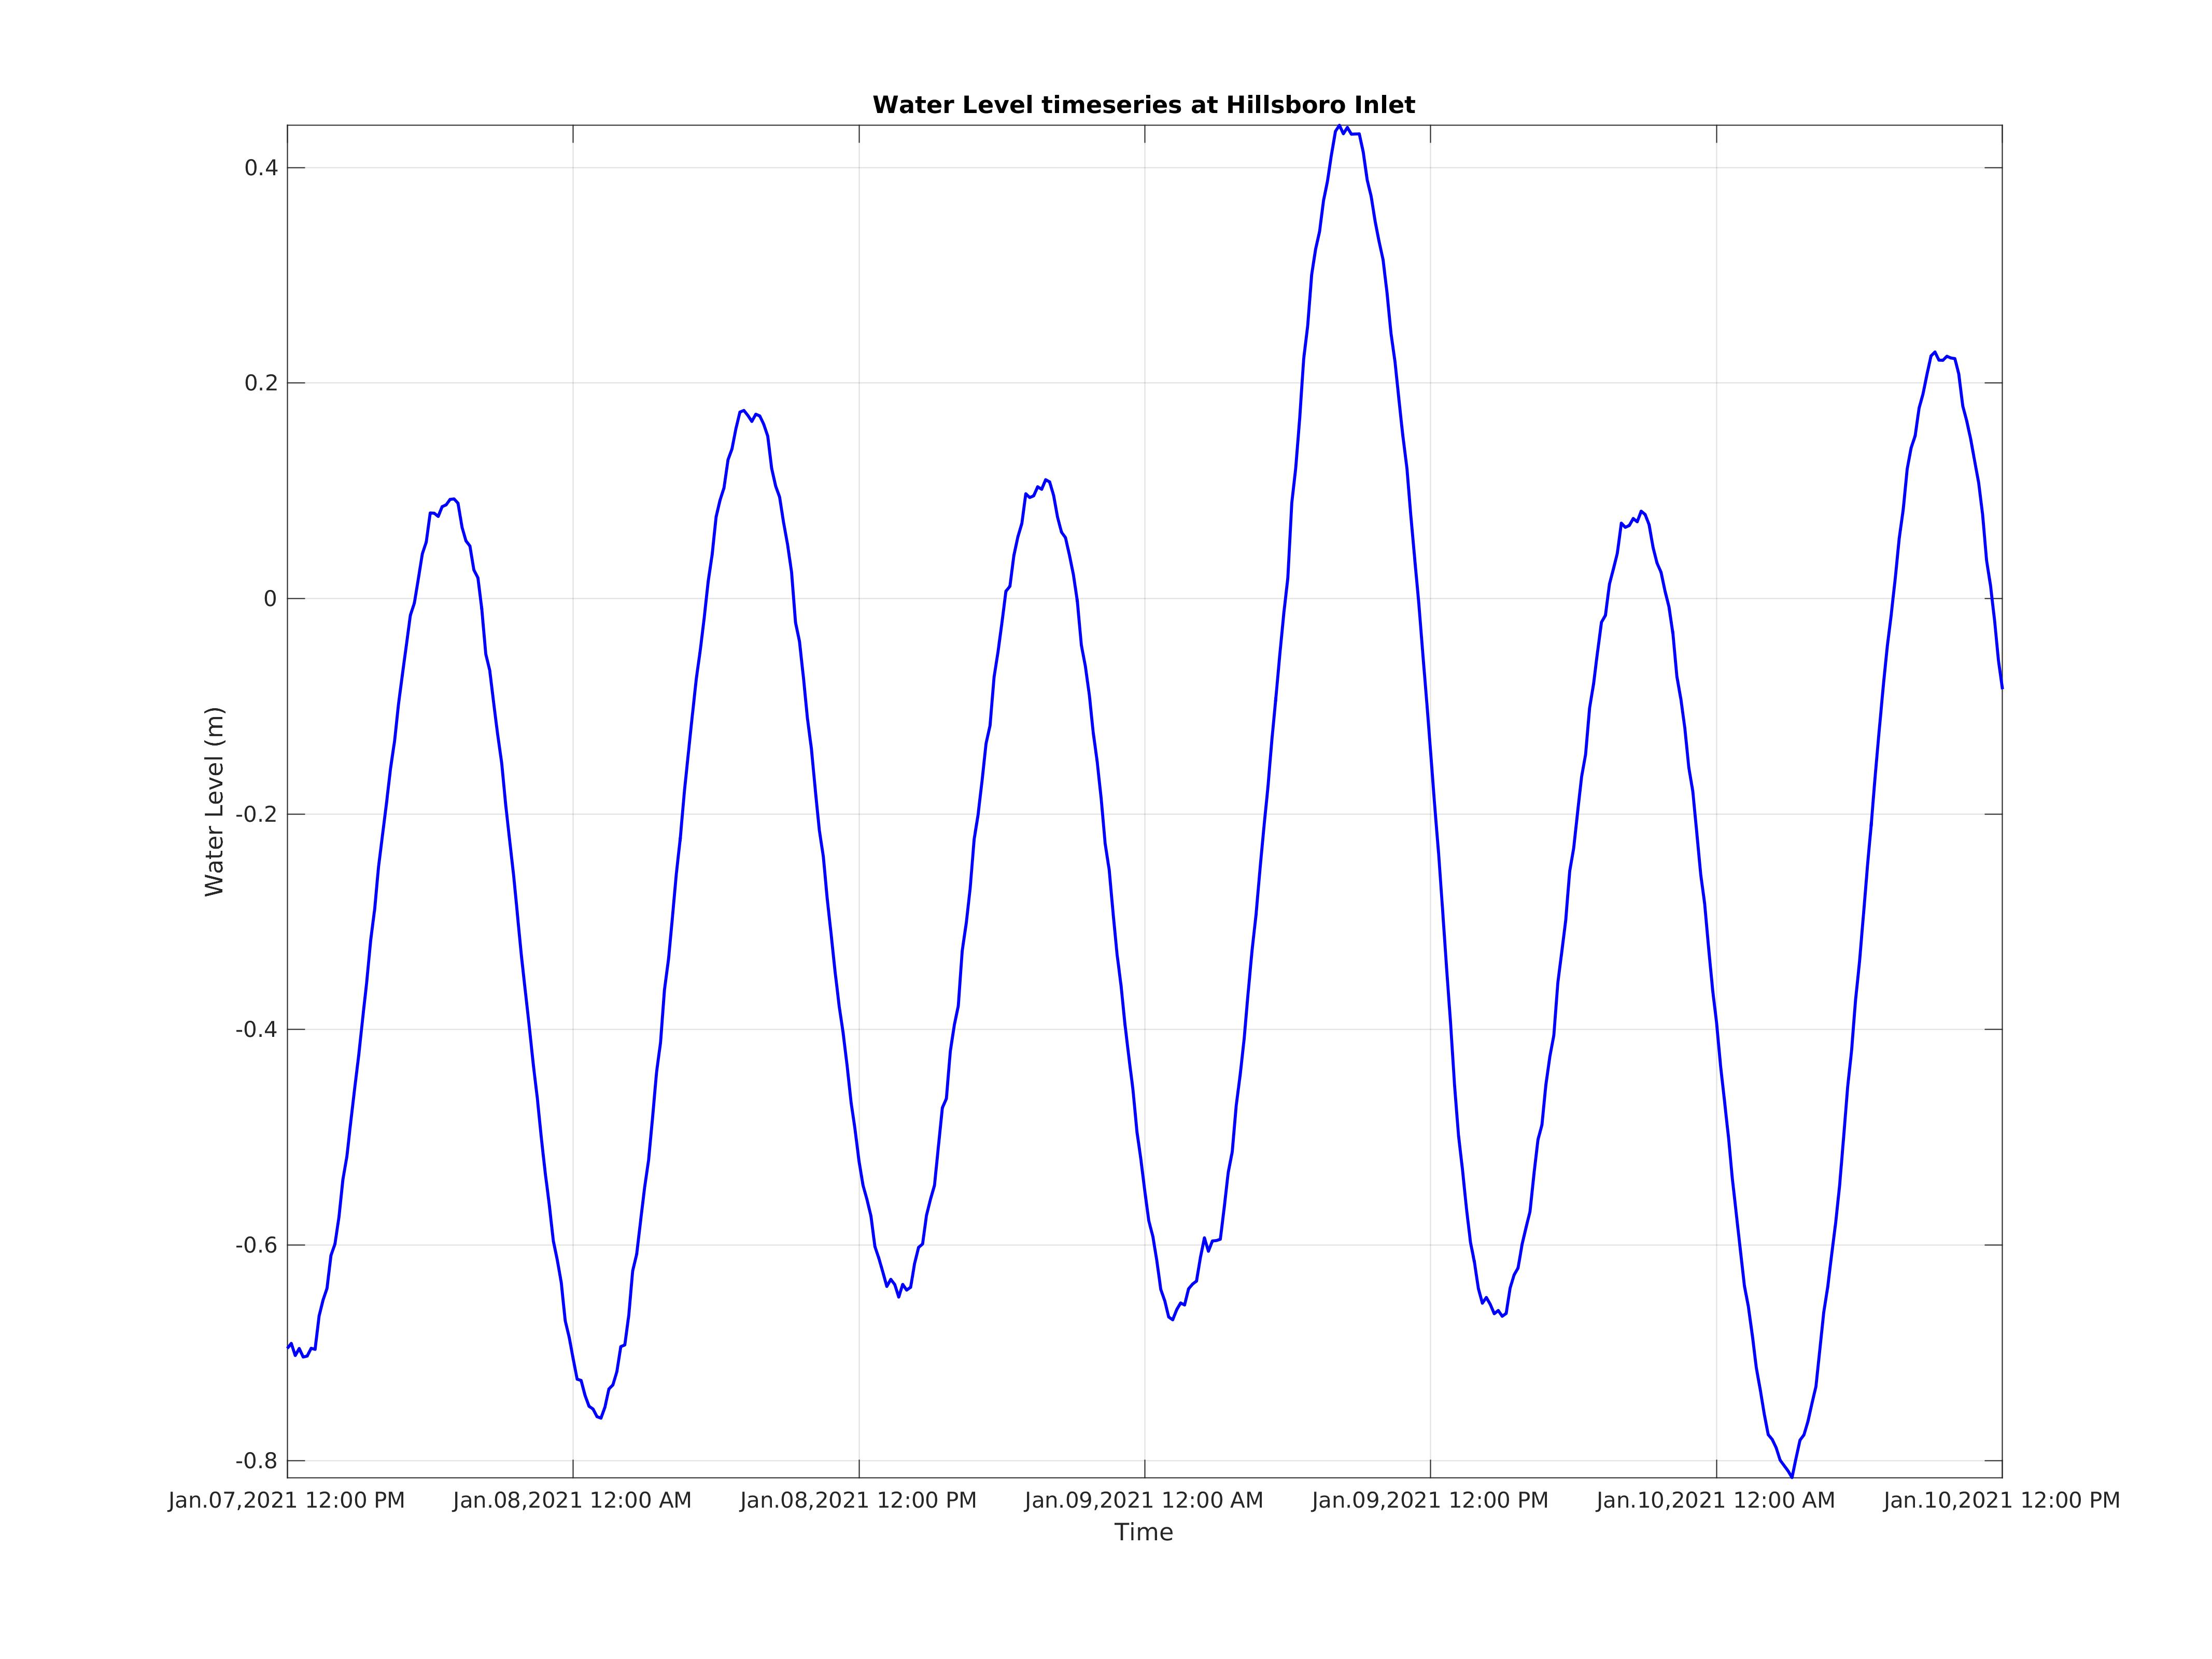 Water Level timeseries at Hillsboro Inlet
0.4
0.2
0
-0.2
-0.4
-0.6
-0.8
Water Level (m)
Jan.07,2021 12:00 PM
Jan.08,2021 12:00 AM
Jan.08,2021 12:00 PM
Jan.09,2021 12:00 AM
Jan.09,2021 12:00 PM
Jan.10,2021 12:00 AM
Jan.10,2021 12:00 PM
Time